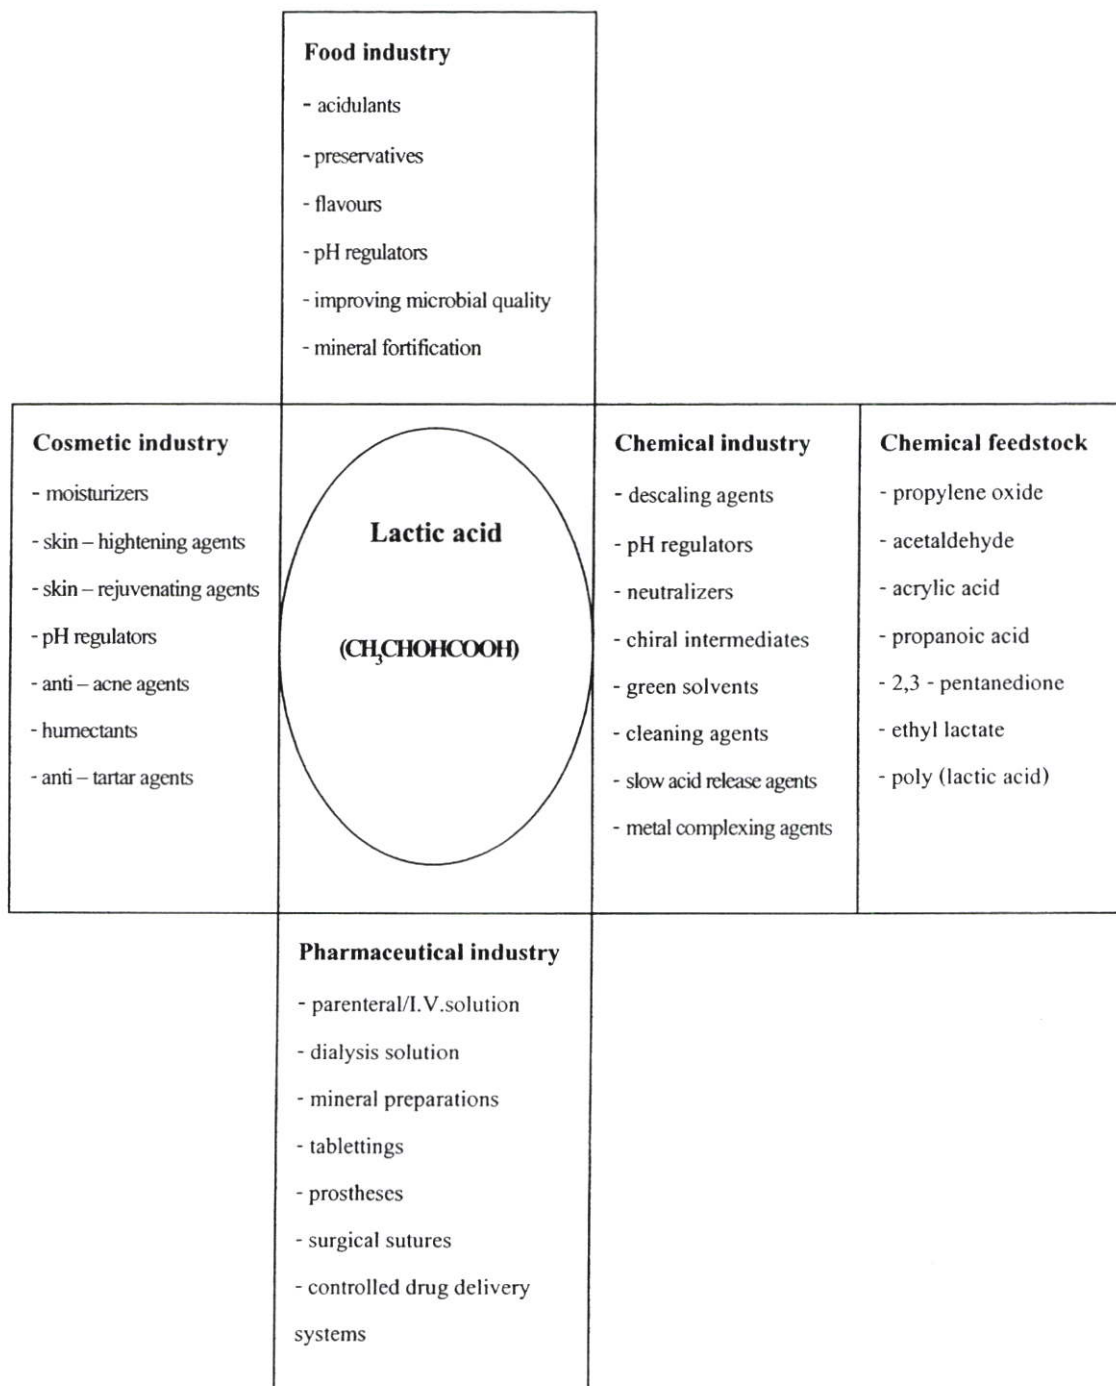 Food industry
- acidulants
- preservatives
- flavours
- pH regulators
- improving microbial quality
- mineral fortification
Cosmetic industry
- moisturizers
- skin – hightening agents
- skin – rejuvenating agents
- pH regulators
- anti – acne agents
- humectants
- anti – tartar agents
Lactic acid
(CH₃CHOHCOOH)
Chemical industry
- descaling agents
- pH regulators
- neutralizers
- chiral intermediates
- green solvents
- cleaning agents
- slow acid release agents
- metal complexing agents
Chemical feedstock
- propylene oxide
- acetaldehyde
- acrylic acid
- propanoic acid
- 2,3 - pentanedione
- ethyl lactate
- poly (lactic acid)
Pharmaceutical industry
- parenteral/I.V.solution
- dialysis solution
- mineral preparations
- tablettings
- prostheses
- surgical sutures
- controlled drug delivery
systems